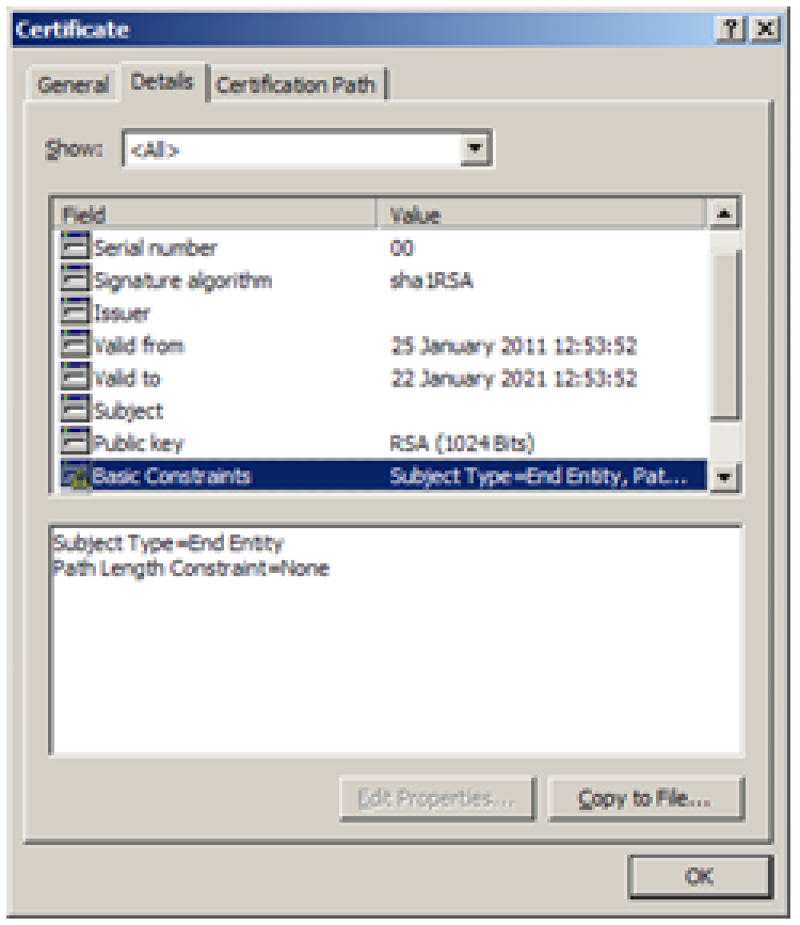 Certificate
General Details Certification Path
Show: <All>
Field Value
Serial number 00
Signature algorithm sha1RSA
Issuer
Valid from 25 January 2011 12:53:52
Valid to 22 January 2021 12:53:52
Subject
Public key RSA (1024 Bits)
Basic Constraints Subject Type=End Entity, Pat...
Subject Type=End Entity
Path Length Constraint=None
Edit Properties... Copy to File...
OK